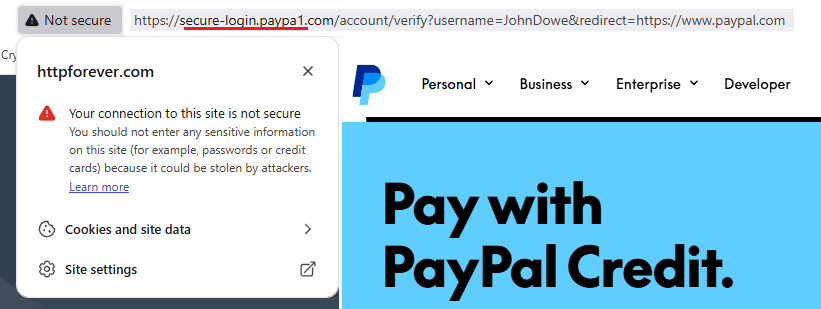 Not secure https://secure-login.paypa1.com/account/verify?username=JohnDowe&redirect=https://www.paypal.com
Cry
httpforever.com
Your connection to this site is not secure
You should not enter any sensitive information
on this site (for example, passwords or credit
cards) because it could be stolen by attackers.
Learn more
Cookies and site data
Site settings
Personal Business Enterprise Developer
Pay with
PayPal Credit.